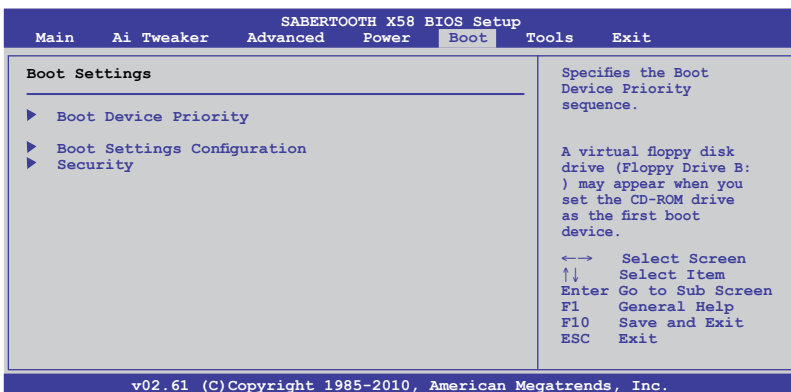 SABERTOOTH X58 BIOS Setup
Main Ai Tweaker Advanced Power Boot Tools Exit
Boot Settings
Boot Device Priority
Boot Settings Configuration
Security
Specifies the Boot
Device Priority
sequence.
A virtual floppy disk
drive (Floppy Drive B:
) may appear when you
set the CD-ROM drive
as the first boot
device.
←→ Select Screen
↑↓ Select Item
Enter Go to Sub Screen
F1 General Help
F10 Save and Exit
ESC Exit
v02.61 (C)Copyright 1985-2010, American Megatrends, Inc.